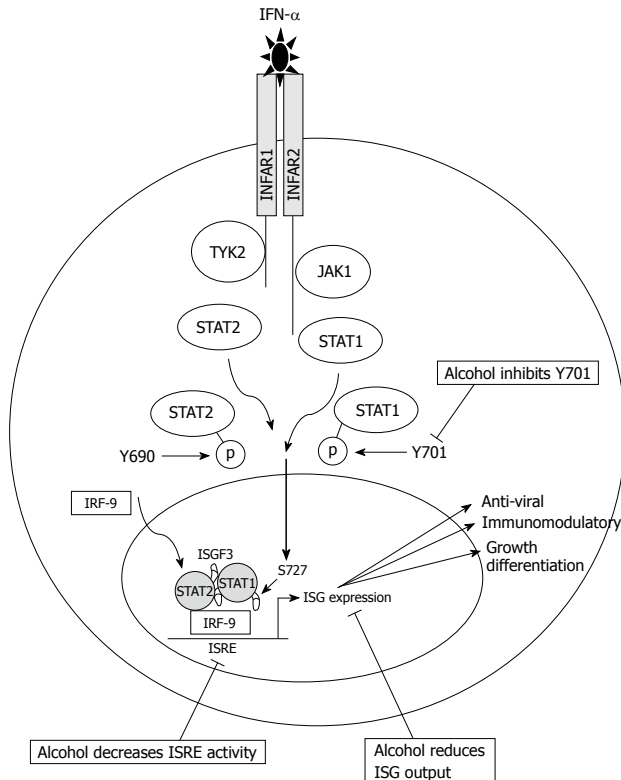 IFN-α
INFAR1
INFAR2
TYK2
JAK1
STAT2
STAT1
Alcohol inhibits Y701
STAT2
STAT1
Y690
p
p
Y701
IRF-9
Anti-viral
Immunomodulatory
Growth
differentiation
ISGF3
S727
STAT2
STAT1
ISG expression
IRF-9
ISRE
Alcohol decreases ISRE activity
Alcohol reduces
ISG output